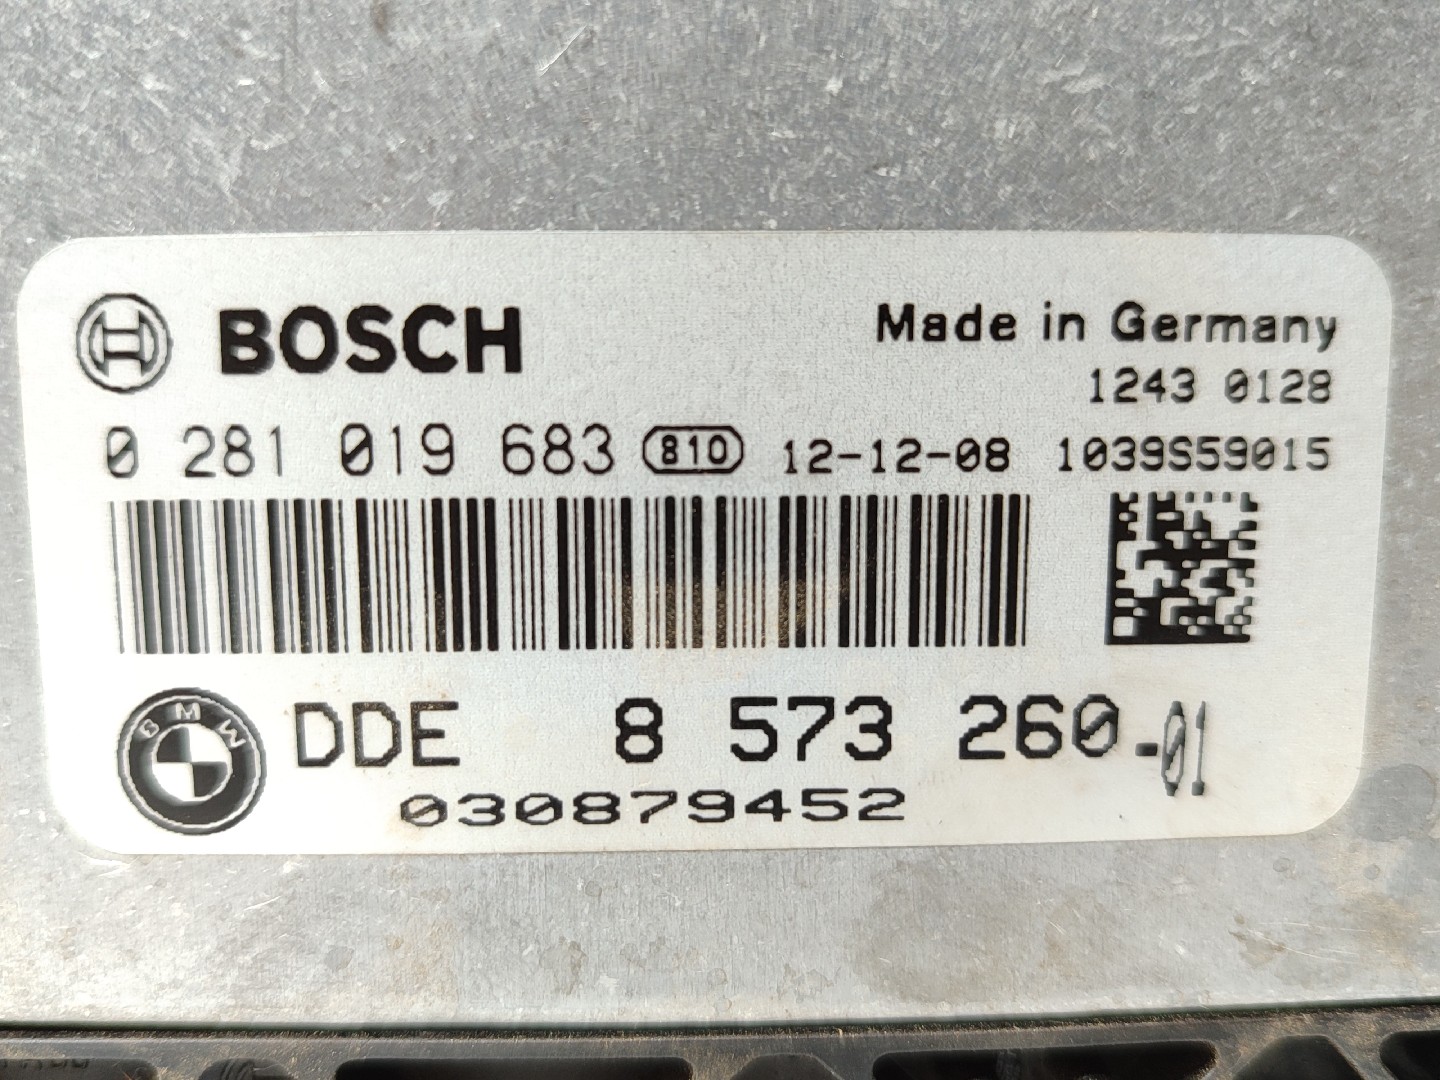 BOSCH
Made in Germany
1243 0128
0 281 019 683 810 12-12-08 1039S59015
BMW
DDE 8 573 260-01
030879452